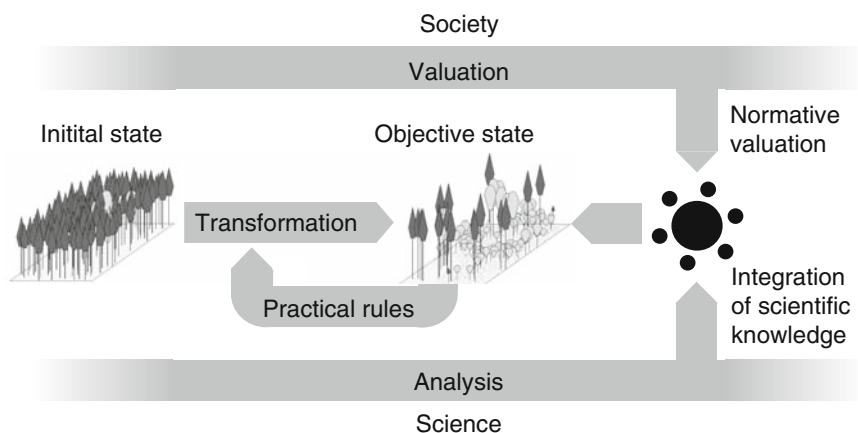 Society
Valuation
Initital state
Objective state
Normative
valuation
Transformation
Practical rules
Integration
of scientific
knowledge
Analysis
Science